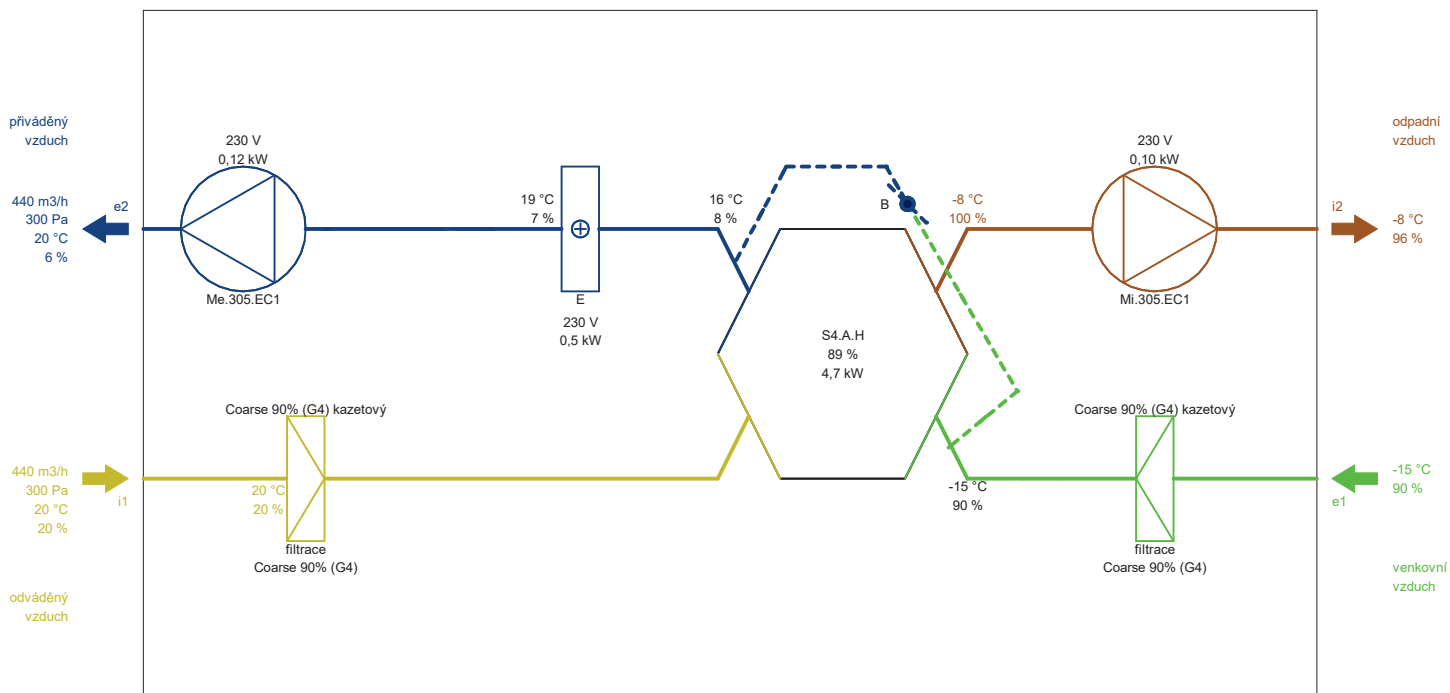 přiváděný
vzduch
440 m3/h
300 Pa
20 °C
6 %
e2
230 V
0,12 kW
Me.305.EC1
19 °C
7 %
E
230 V
0,5 kW
16 °C
8 %
B
-8 °C
100 %
230 V
0,10 kW
Mi.305.EC1
odpadní
vzduch
i2
-8 °C
96 %
S4.A.H
89 %
4,7 kW
440 m3/h
300 Pa
20 °C
20 %
i1
odváděný
vzduch
Coarse 90% (G4) kazetový
20 °C
20 %
filtrace
Coarse 90% (G4)
-15 °C
90 %
Coarse 90% (G4) kazetový
filtrace
Coarse 90% (G4)
e1
-15 °C
90 %
venkovní
vzduch